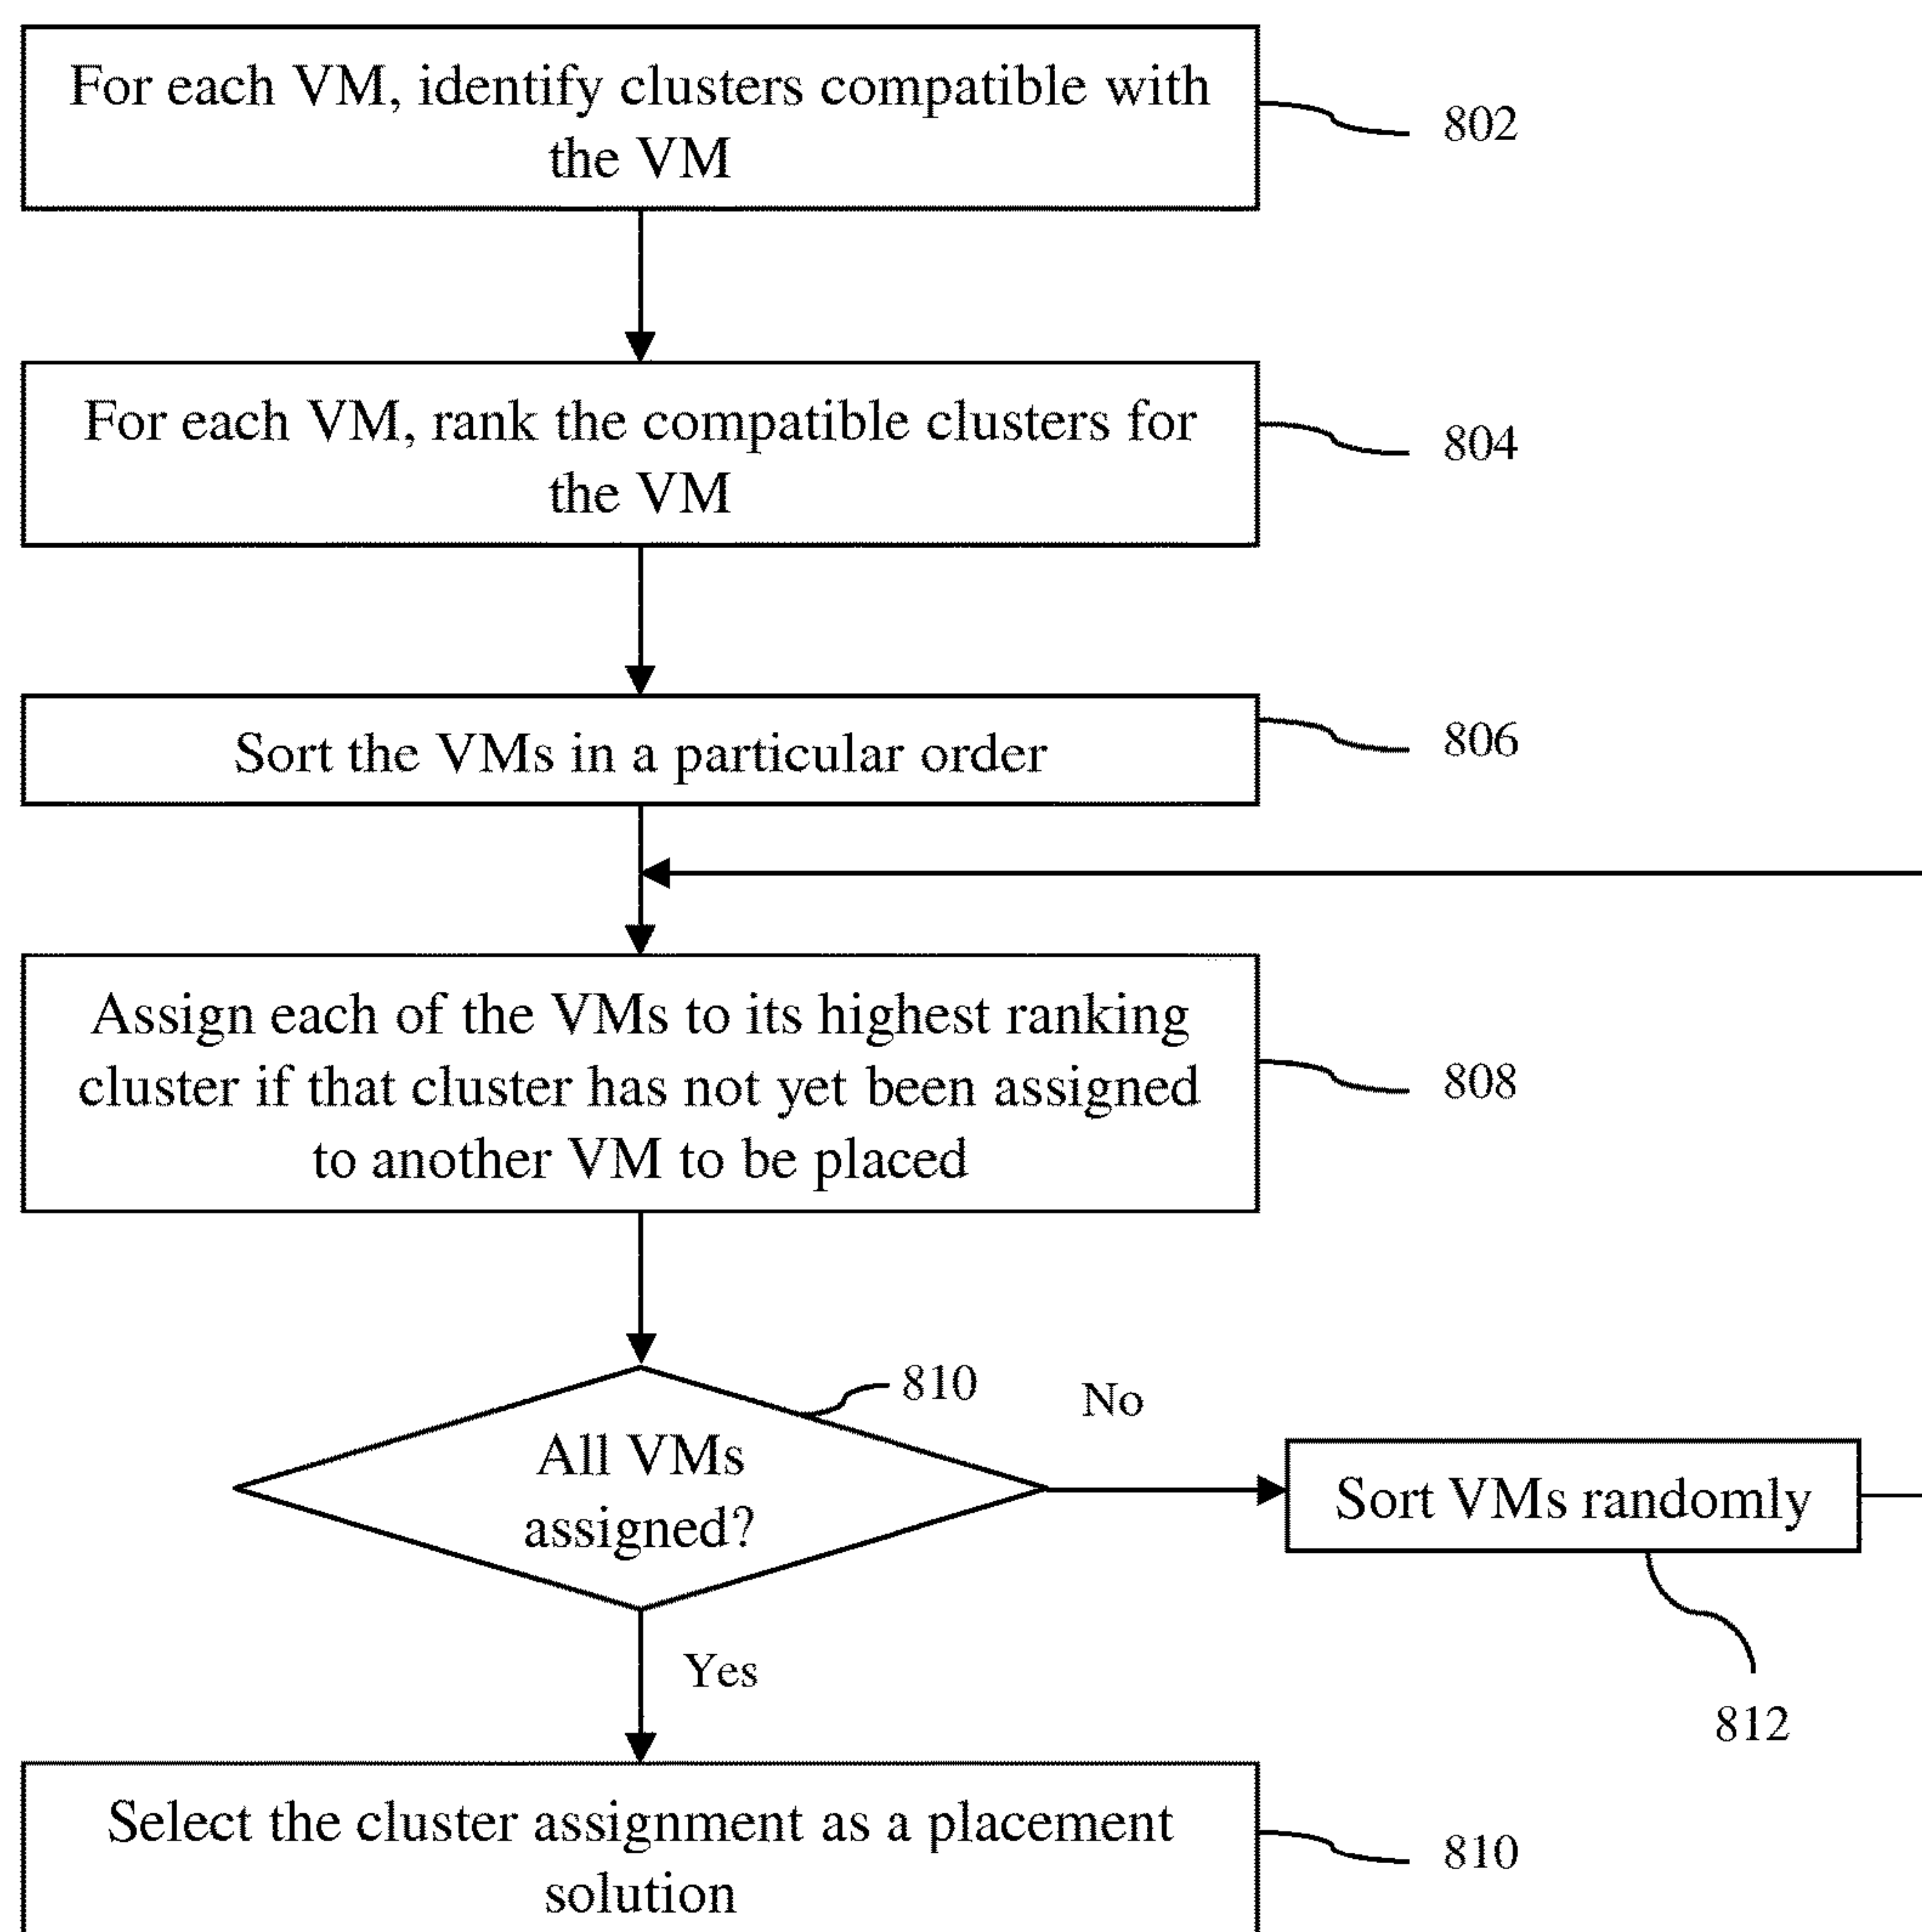 For each VM, identify clusters compatible with
the VM
802
For each VM, rank the compatible clusters for
the VM
804
Sort the VMs in a particular order
806
Assign each of the VMs to its highest ranking
cluster if that cluster has not yet been assigned
to another VM to be placed
808
810
No
All VMs
assigned?
Sort VMs randomly
812
Yes
Select the cluster assignment as a placement
solution
810